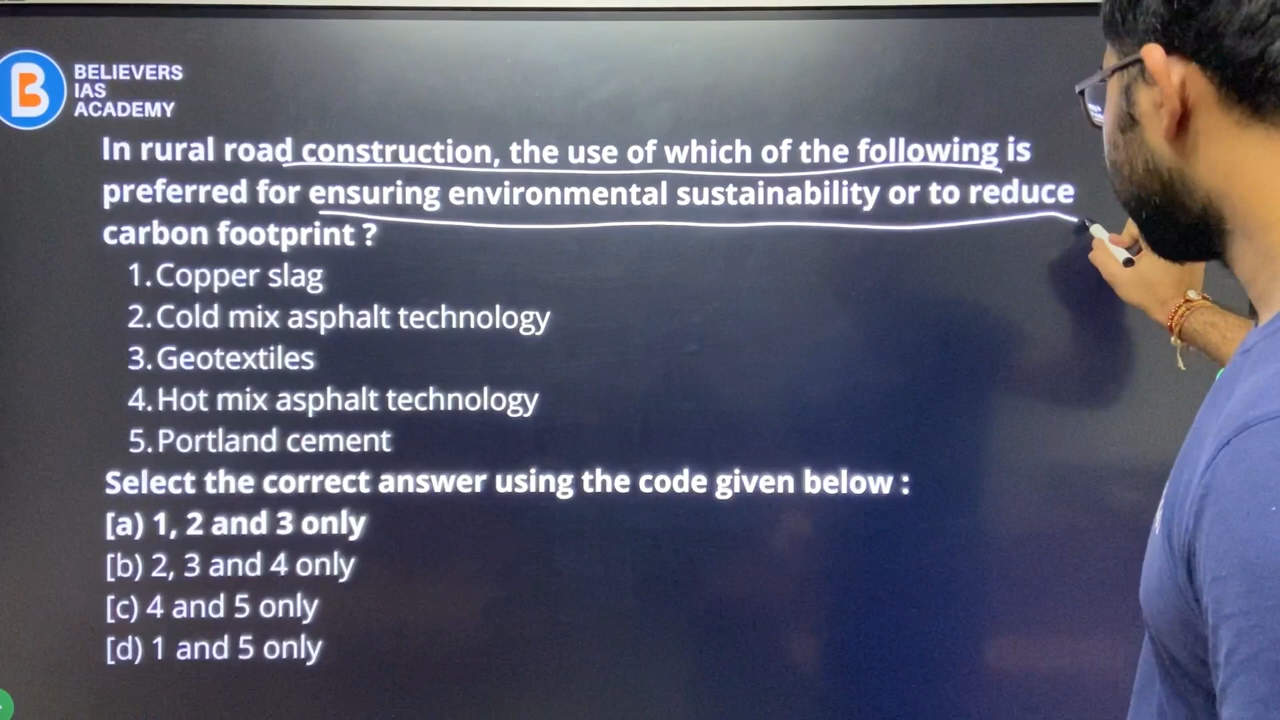 BELIEVERS
IAS
ACADEMY
In rural road construction, the use of which of the following is
preferred for ensuring environmental sustainability or to reduce
carbon footprint ?
1. Copper slag
2. Cold mix asphalt technology
3. Geotextiles
4. Hot mix asphalt technology
5. Portland cement
Select the correct answer using the code given below :
[a) 1, 2 and 3 only
[b) 2, 3 and 4 only
[c) 4 and 5 only
[d) 1 and 5 only